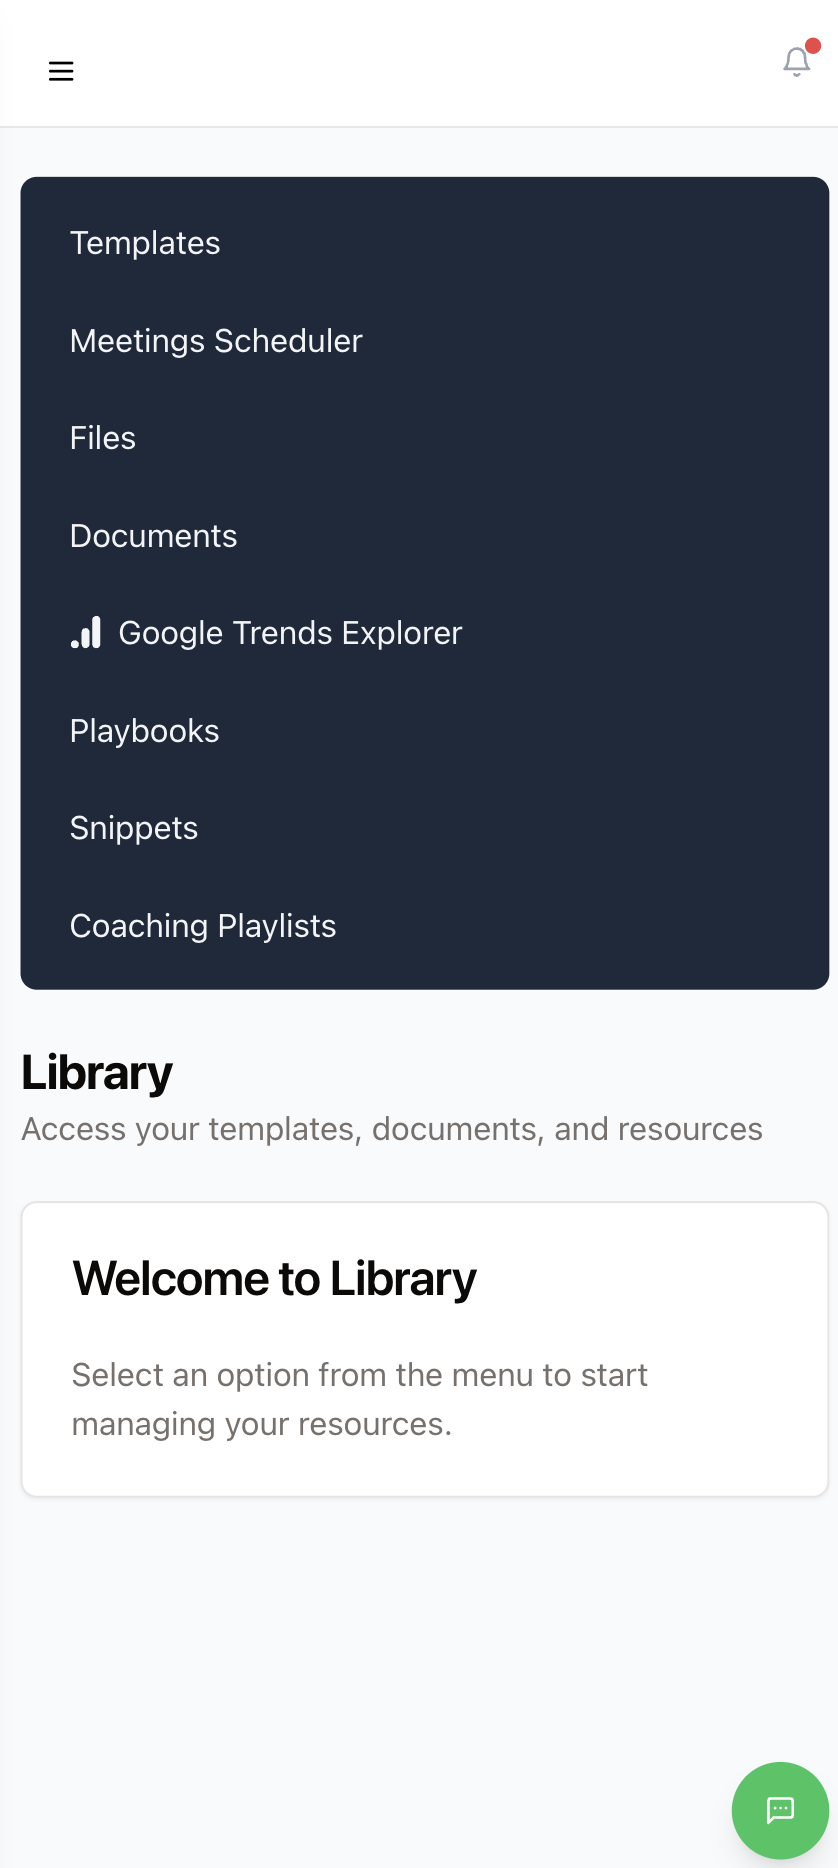 Templates
Meetings Scheduler
Files
Documents
Google Trends Explorer
Playbooks
Snippets
Coaching Playlists
Library
Access your templates, documents, and resources
Welcome to Library
Select an option from the menu to start
managing your resources.